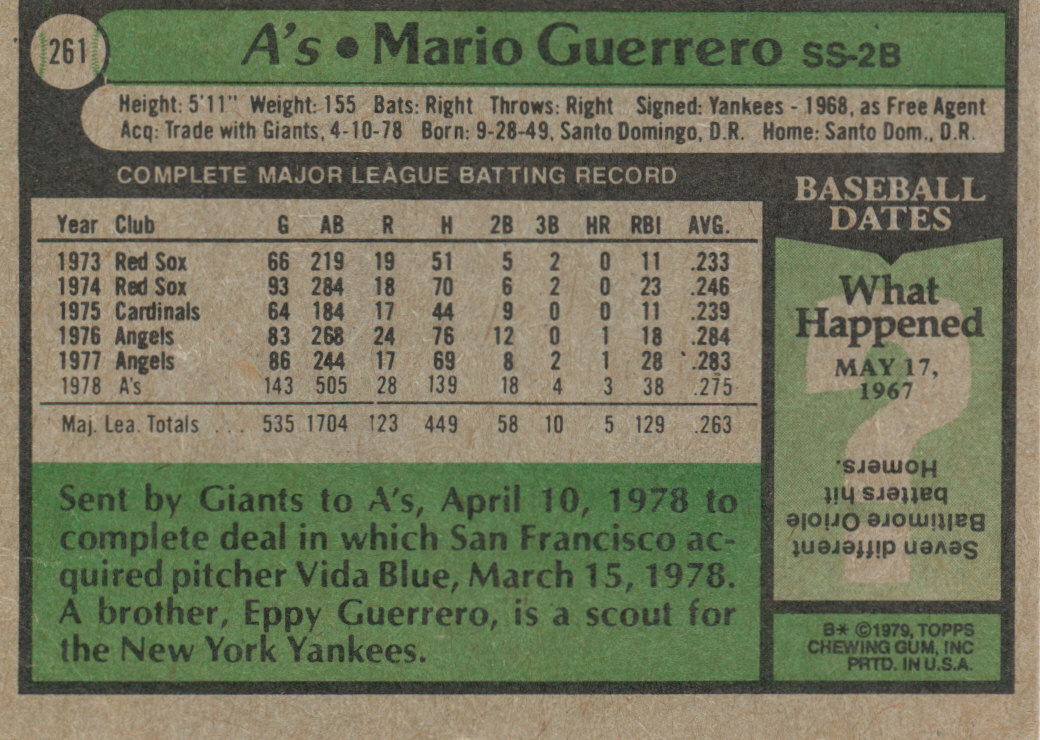 261
A's • Mario Guerrero SS-2B
Height: 5'11" Weight: 155 Bats: Right Throws: Right Signed: Yankees - 1968, as Free Agent
Acq: Trade with Giants, 4-10-78 Born: 9-28-49, Santo Domingo, D.R. Home: Santo Dom., D.R.
COMPLETE MAJOR LEAGUE BATTING RECORD
Year Club G AB R H 2B 3B HR RBI AVG.
1973 Red Sox 66 219 19 51 5 2 0 11 .233
1974 Red Sox 93 284 18 70 6 2 0 23 .246
1975 Cardinals 64 184 17 44 9 0 0 11 .239
1976 Angels 83 268 24 76 12 0 1 18 .284
1977 Angels 86 244 17 69 8 2 1 28 .283
1978 A's 143 505 28 139 18 4 3 38 .275
Maj. Lea. Totals . . . 535 1704 123 449 58 10 5 129 .263
Sent by Giants to A's, April 10, 1978 to
complete deal in which San Francisco ac-
quired pitcher Vida Blue, March 15, 1978.
A brother, Eppy Guerrero, is a scout for
the New York Yankees.
BASEBALL
DATES
What
Happened
MAY 17,
1967
?
Seven different
Baltimore Oriole
batters hit
Homers.
B* ©1979, TOPPS
CHEWING GUM, INC
PRTD. IN U.S.A.